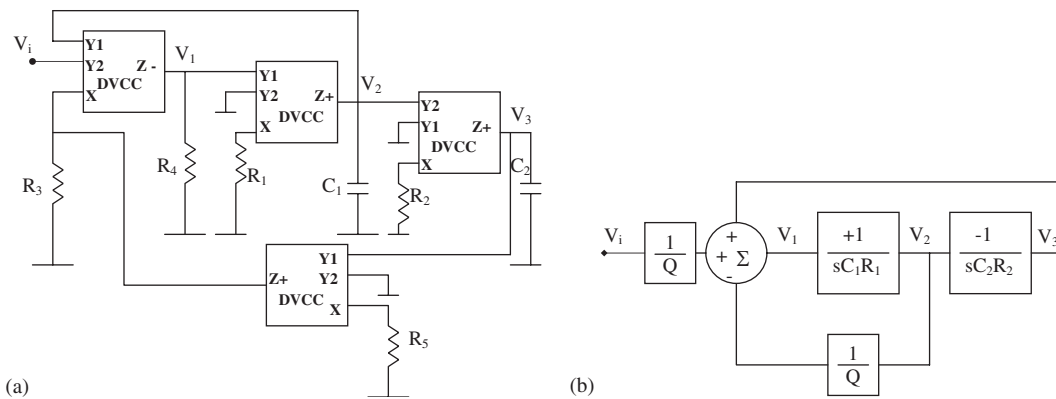 V_i
Y1
Y2
DVCC
X
Z -
V_1
Y1
Y2
DVCC
X
Z+
V_2
Y2
Y1
DVCC
X
Z+
V_3
R_3
R_4
R_1
C_1
R_2
C_2
Z+
DVCC
Y1
Y2
X
R_5
(a)
V_i
1
Q
+
+ Σ
-
V_1
+1
sC_1R_1
V_2
-1
sC_2R_2
V_3
1
Q
(b)